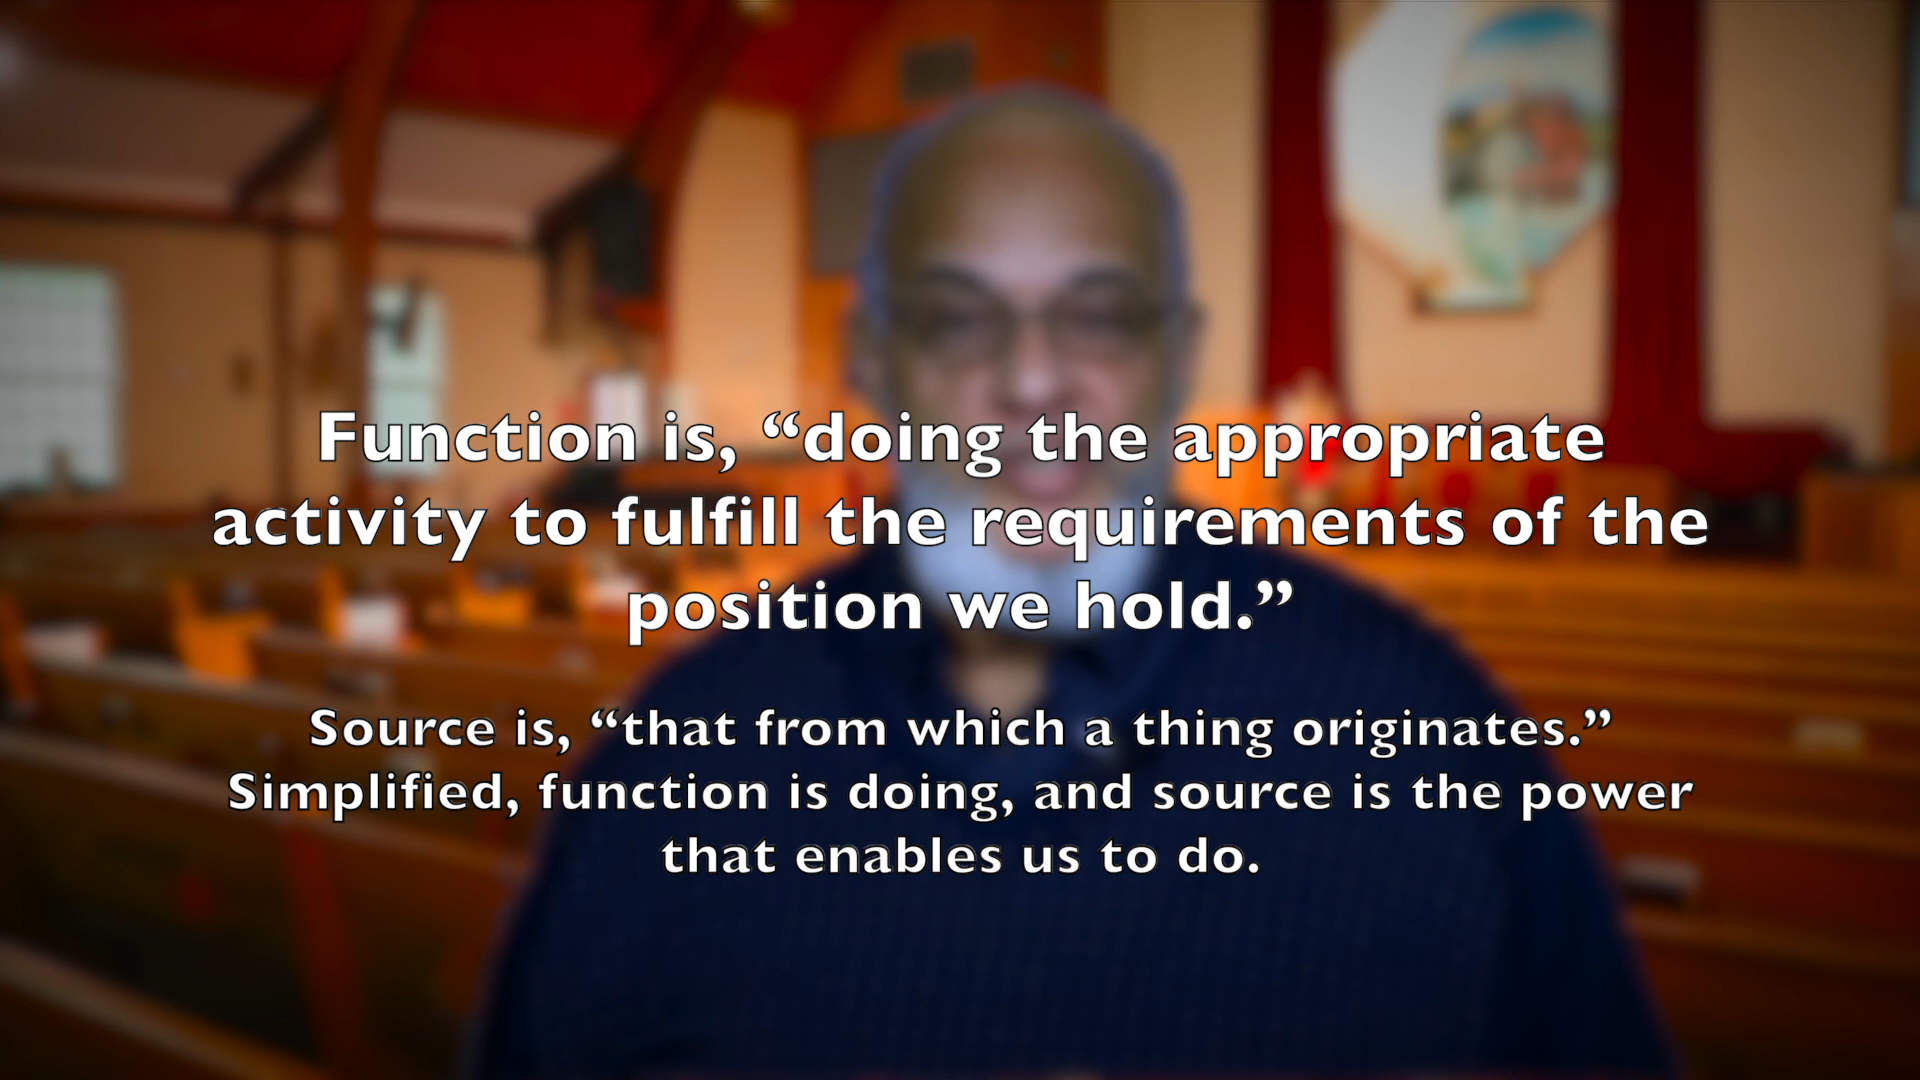 Function is, “doing the appropriate
activity to fulfill the requirements of the
position we hold.”
Source is, “that from which a thing originates.”
Simplified, function is doing, and source is the power
that enables us to do.